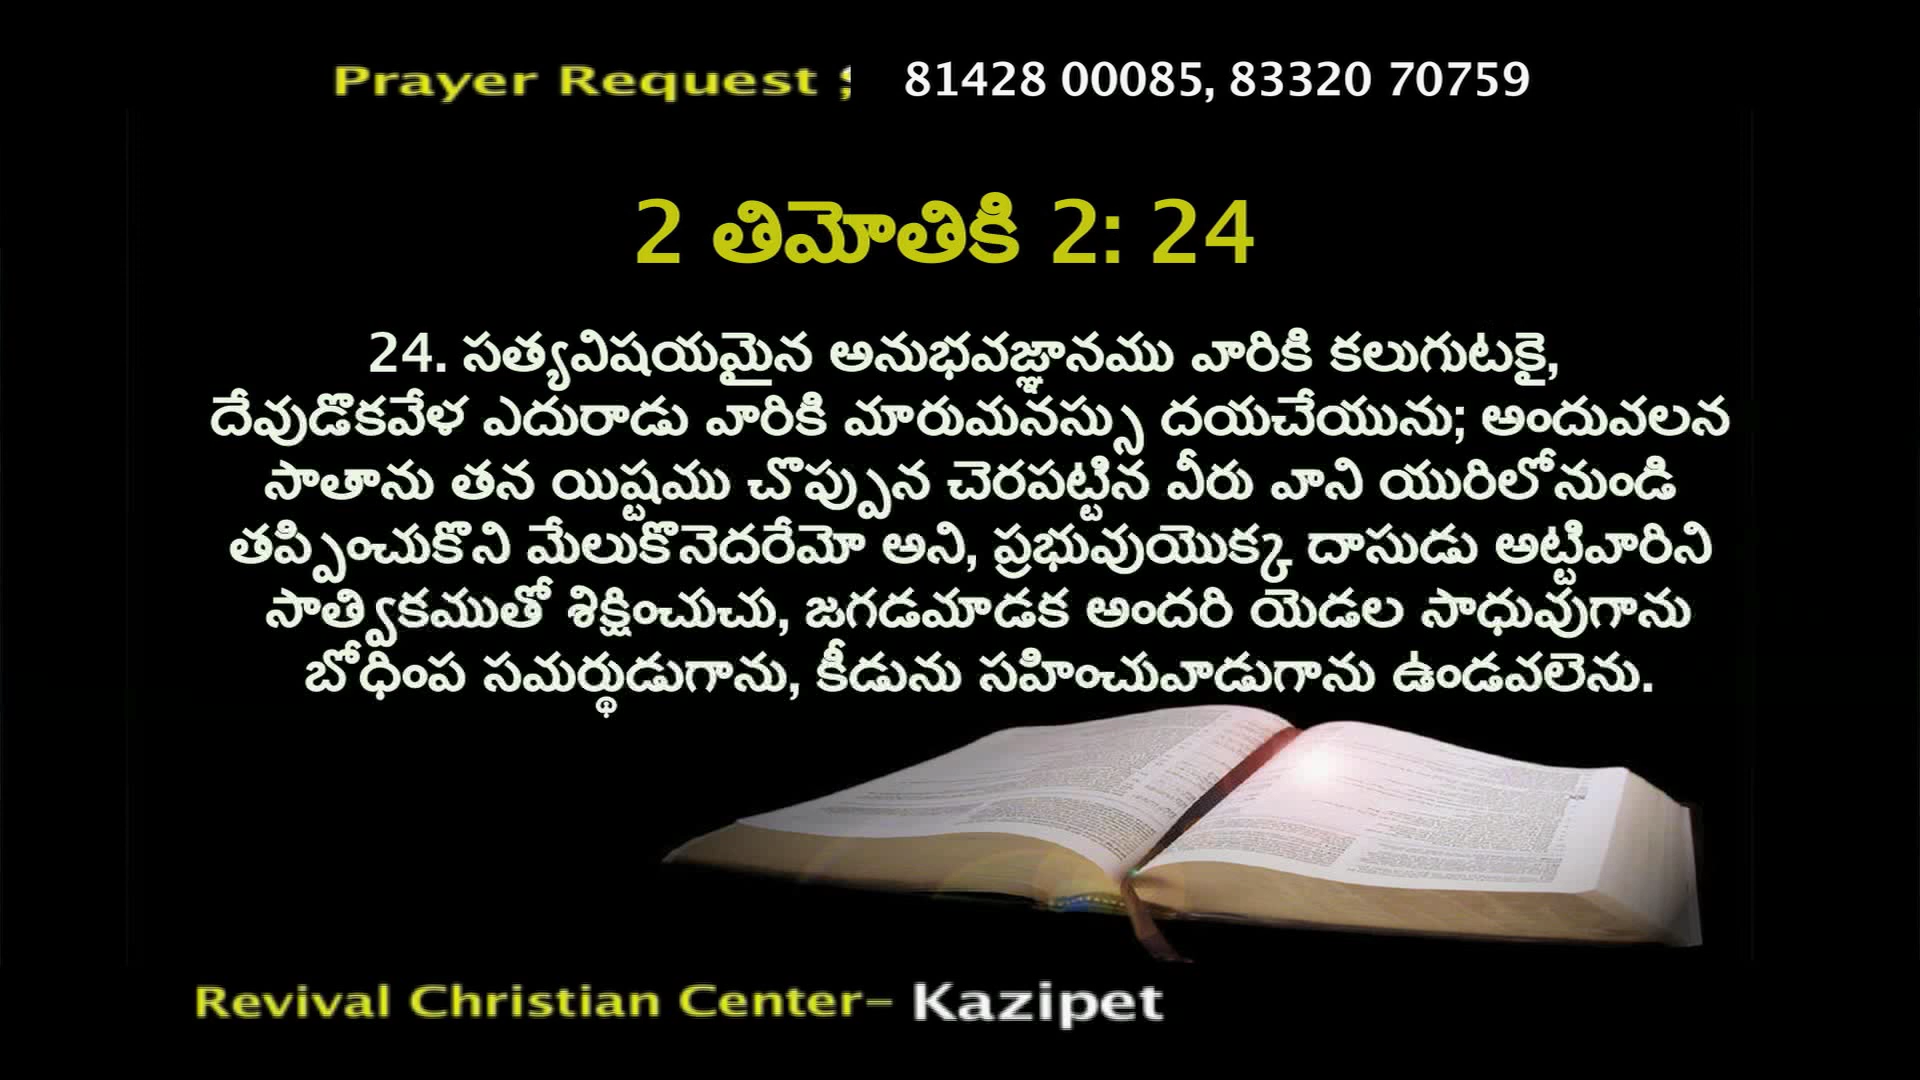 Prayer Request ; 81428 00085, 83320 70759
2 తిమోతికి 2: 24
24. సత్యవిషయమైన అనుభవజ్ఞానము వారికి కలుగుటకై,
దేవుడొకవేళ ఎదురాడు వారికి మారుమనస్సు దయచేయును; అందువలన
సాతాను తన యిష్టము చొప్పున చెరపట్టిన వీరు వాని యురిలోనుండి
తప్పించుకొని మేలుకొనెదరేమో అని, ప్రభువుయొక్క దాసుడు అట్టివారిని
సాత్వికముతో శిక్షించుచు, జగడమాడక అందరి యెడల సాధువుగాను
బోధింప సమర్థుడుగాను, కీడును సహించువాడుగాను ఉండవలెను.
Revival Christian Center- Kazipet